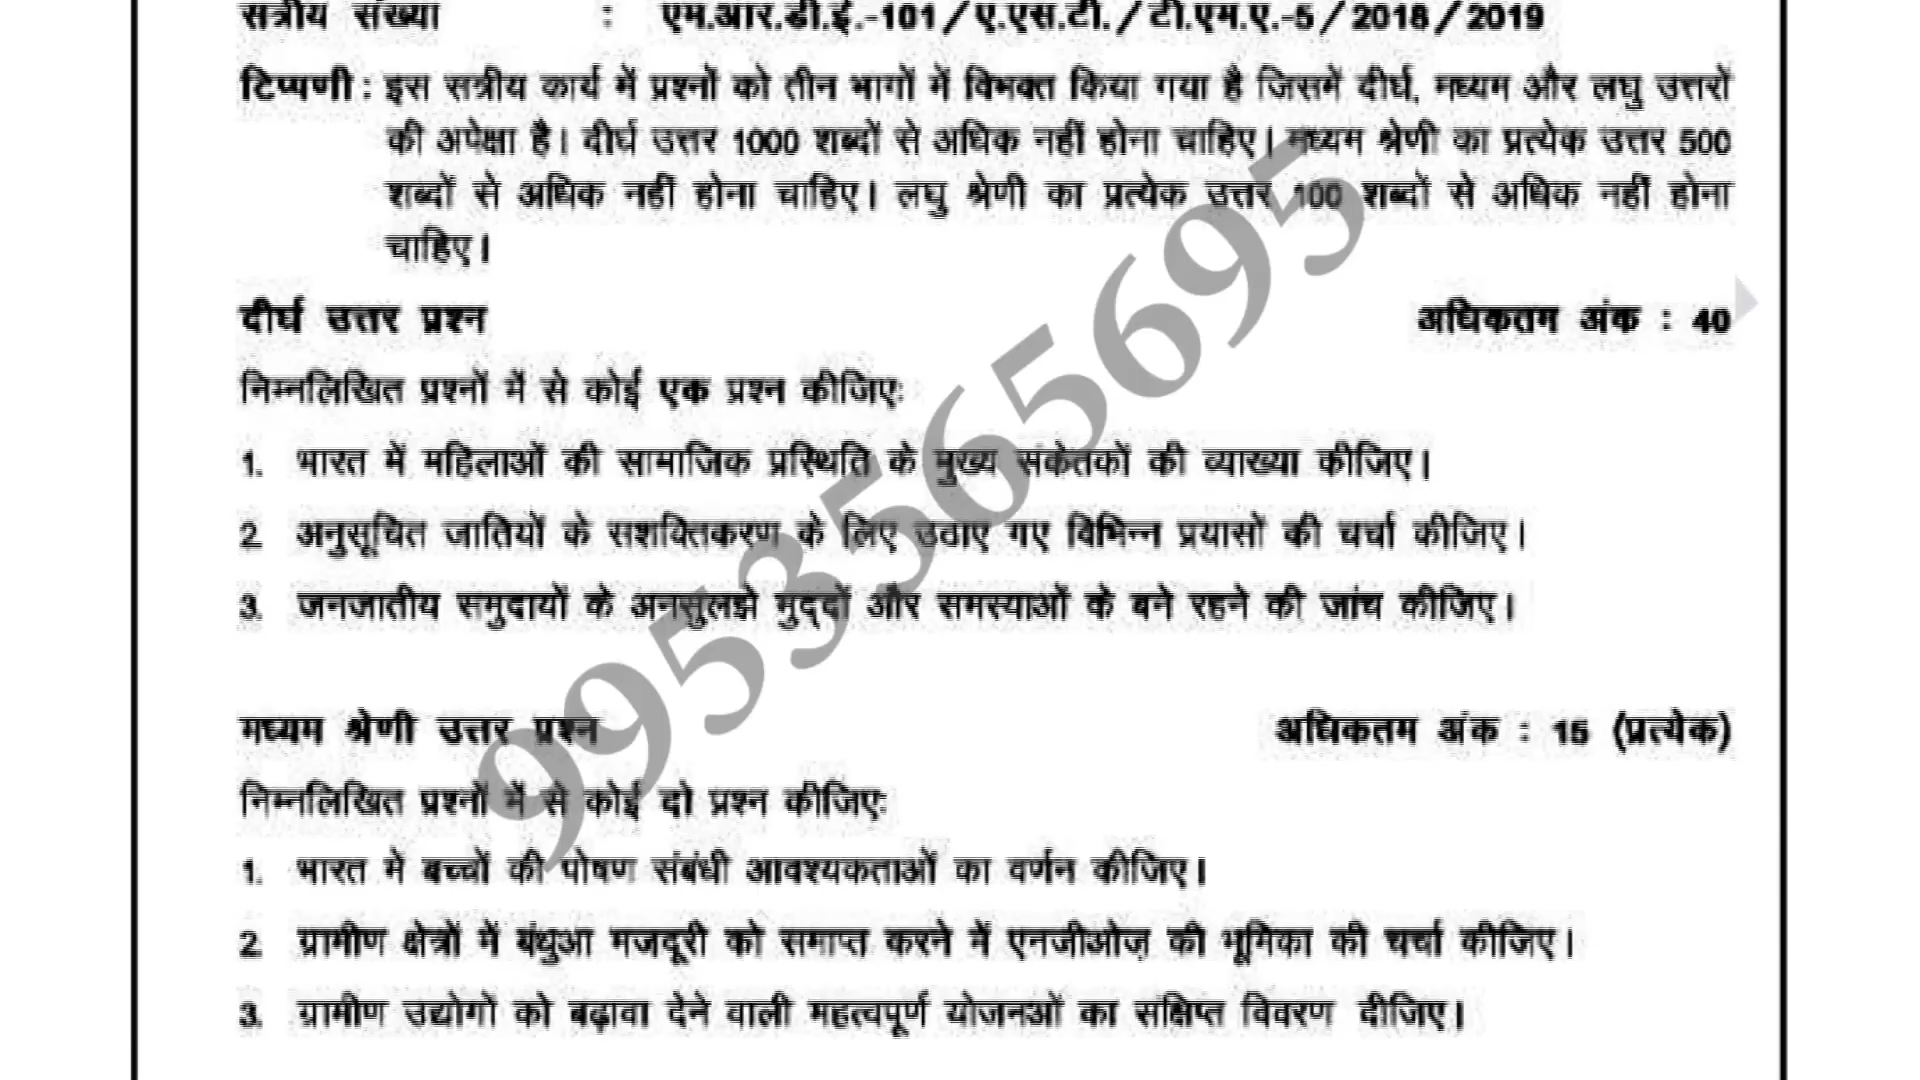 सत्रीय संख्या : एम.आर.डी.ई.-101/ए.एस.टी./टी.एम.ए.-5/2018/2019
टिप्पणी : इस सत्रीय कार्य में प्रश्नों को तीन भागों में विभक्त किया गया है जिसमें दीर्घ, मध्यम और लघु उत्तरों
की अपेक्षा है। दीर्घ उत्तर 1000 शब्दों से अधिक नहीं होना चाहिए। मध्यम श्रेणी का प्रत्येक उत्तर 500
शब्दों से अधिक नहीं होना चाहिए। लघु श्रेणी का प्रत्येक उत्तर 100 शब्दों से अधिक नहीं होना
चाहिए।
दीर्घ उत्तर प्रश्न अधिकतम अंक : 40
निम्नलिखित प्रश्नों में से कोई एक प्रश्न कीजिएः
1. भारत में महिलाओं की सामाजिक प्रस्थिति के मुख्य संकेतकों की व्याख्या कीजिए।
2. अनुसूचित जातियों के सशक्तिकरण के लिए उठाए गए विभिन्न प्रयासों की चर्चा कीजिए।
3. जनजातीय समुदायों के अनसुलझे मुद्दों और समस्याओं के बने रहने की जांच कीजिए।
मध्यम श्रेणी उत्तर प्रश्न अधिकतम अंक : 15 (प्रत्येक)
निम्नलिखित प्रश्नों में से कोई दो प्रश्न कीजिएः
1. भारत मे बच्चों की पोषण संबंधी आवश्यकताओं का वर्णन कीजिए।
2. ग्रामीण क्षेत्रों में बंधुआ मजदूरी को समाप्त करने में एनजीओज़ की भूमिका की चर्चा कीजिए।
3. ग्रामीण उद्योगो को बढ़ावा देने वाली महत्वपूर्ण योजनओं का संक्षिप्त विवरण दीजिए।
9953565695